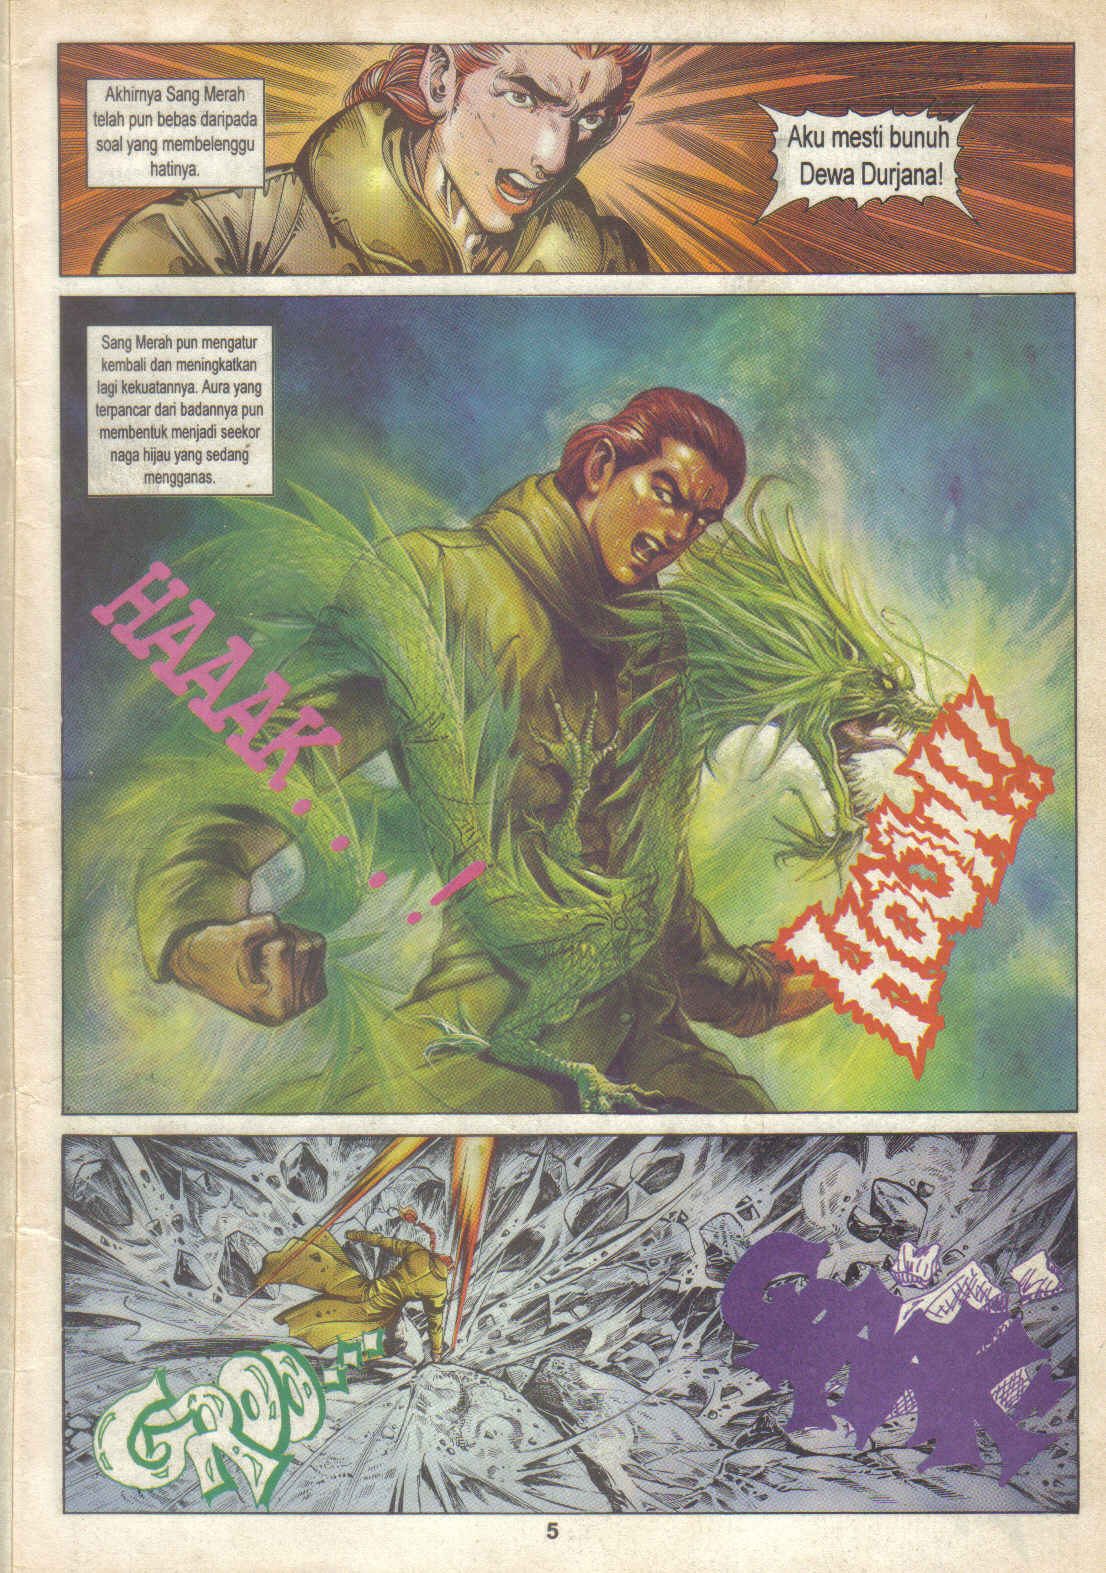 Akhirnya Sang Merah
telah pun bebas daripada
soal yang membelenggu
hatinya.
Aku mesti bunuh
Dewa Durjana!
Sang Merah pun mengatur
kembali dan meningkatkan
lagi kekuatannya. Aura yang
terpancar dari badannya pun
membentuk menjadi seekor
naga hijau yang sedang
mengganas.
HAAAK....!
5